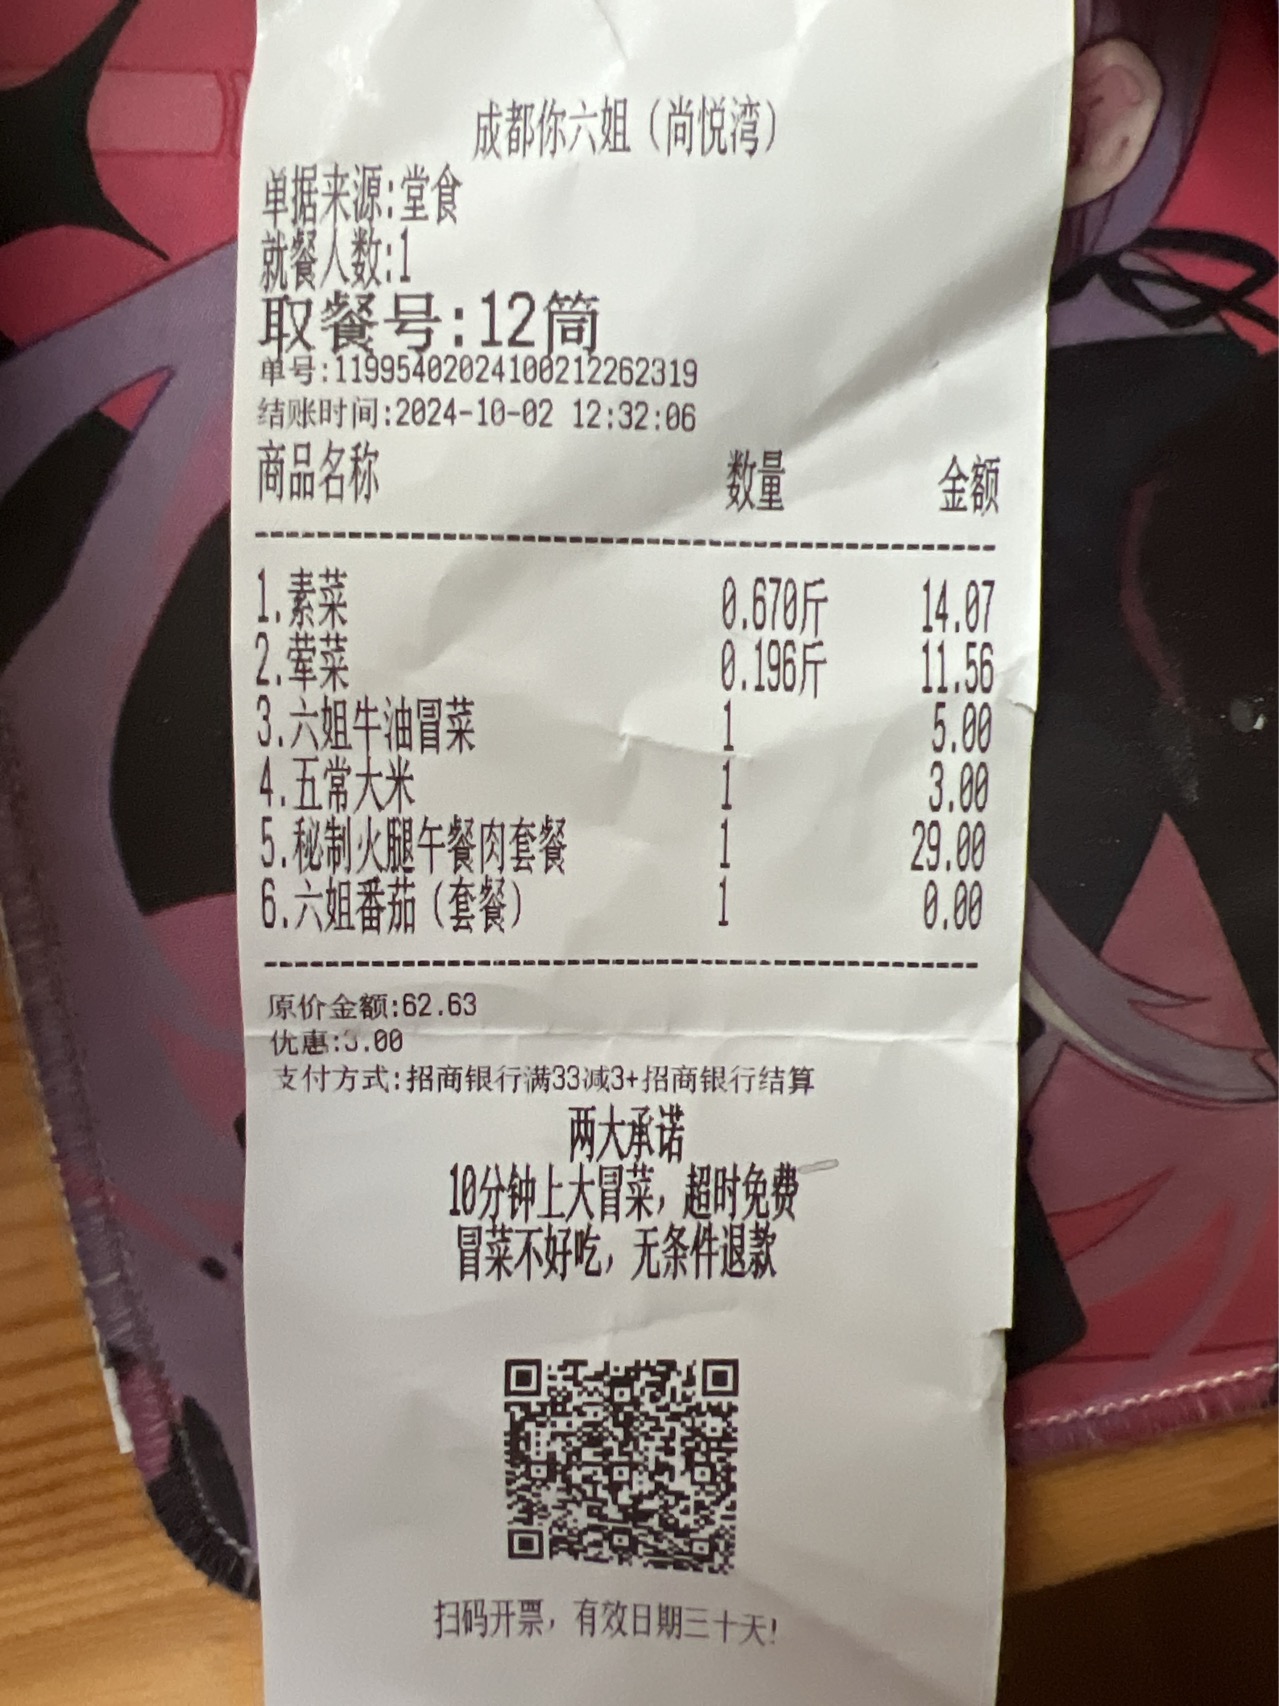 成都你六姐（尚悦湾）
单据来源:堂食
就餐人数:1
取餐号:12筒
单号:11995402024100212262319
结账时间:2024-10-02 12:32:06
商品名称 数量 金额
1.素菜 0.670斤 14.07
2.荤菜 0.196斤 11.56
3.六姐牛油冒菜 1 5.00
4.五常大米 1 3.00
5.秘制火腿午餐肉套餐 1 29.00
6.六姐番茄（套餐） 1 0.00
原价金额:62.63
优惠:3.00
支付方式:招商银行满33减3+招商银行结算
两大承诺
10分钟上大冒菜，超时免费
冒菜不好吃，无条件退款
扫码开票，有效日期三十天!